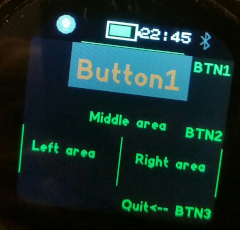 22:45
BTN1
Button1
Middle area
BTN2
Left area
Right area
Quit<-- BTN3